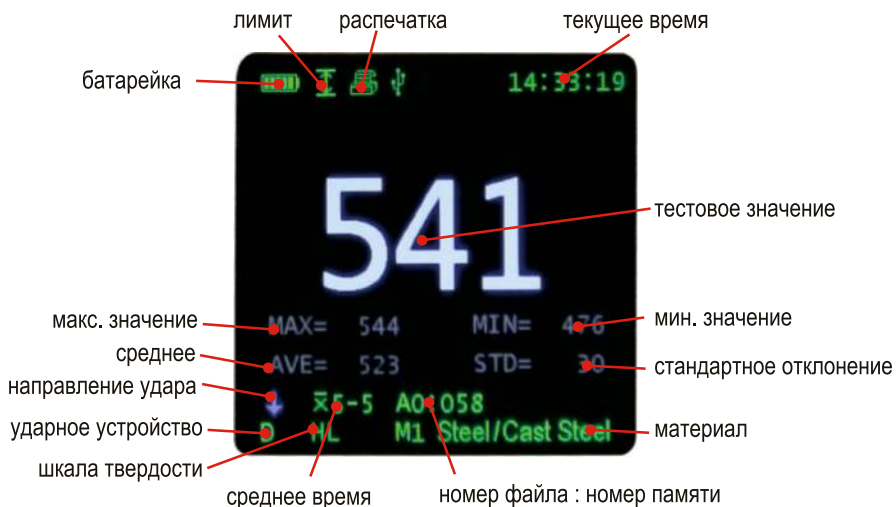 лимит распечатка текущее время
батарейка 14:33:19
541
тестовое значение
макс. значение MAX= 544 MIN= 476 мин. значение
среднее AVE= 523 STD= 30 стандартное отклонение
направление удара x̅5-5 A01058
ударное устройство D HL M1 Steel/Cast Steel материал
шкала твердости
среднее время номер файла : номер памяти